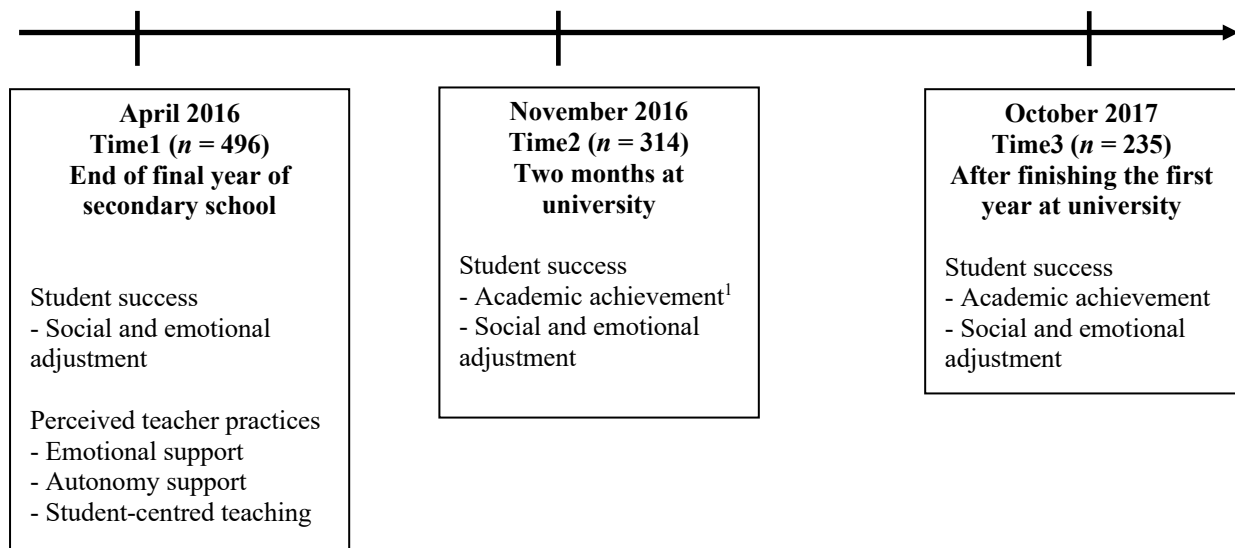 April 2016
Time1 (n = 496)
End of final year of
secondary school
Student success
- Social and emotional
adjustment
Perceived teacher practices
- Emotional support
- Autonomy support
- Student-centred teaching
November 2016
Time2 (n = 314)
Two months at
university
Student success
- Academic achievement¹
- Social and emotional
adjustment
October 2017
Time3 (n = 235)
After finishing the first
year at university
Student success
- Academic achievement
- Social and emotional
adjustment